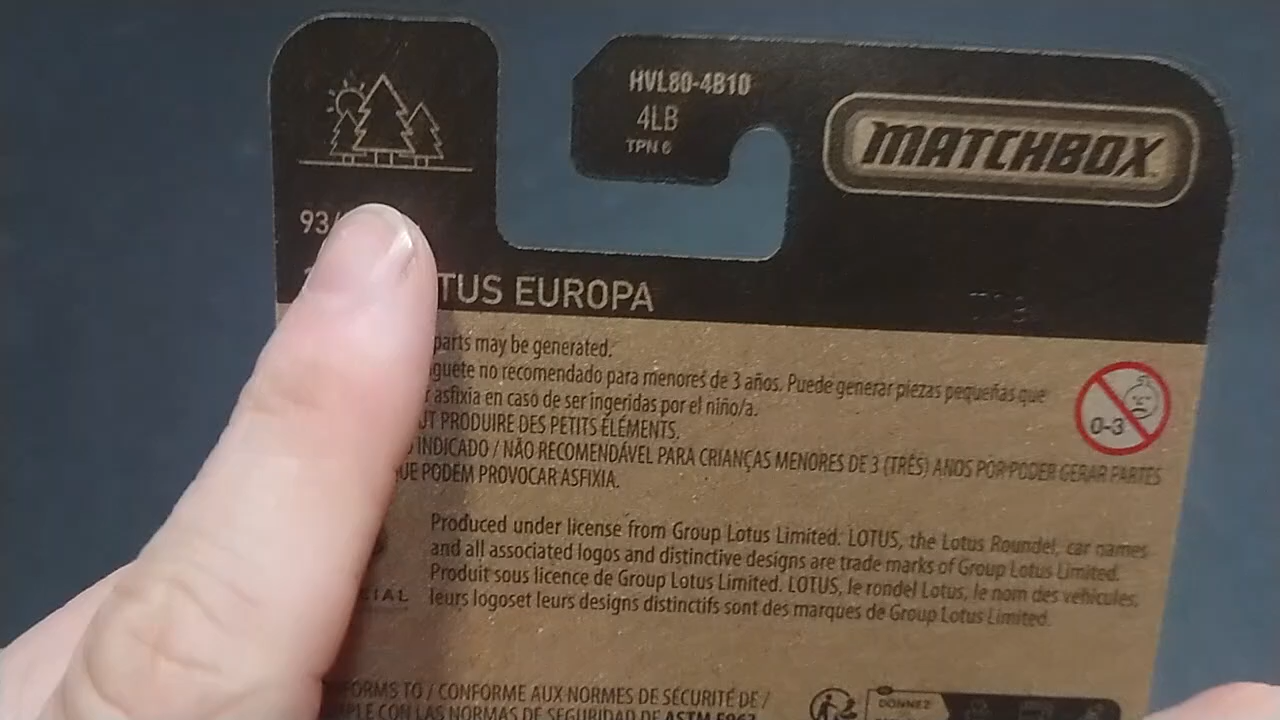 HVL80-4B10
4LB
TPN 6
MATCHBOX
93/
TUS EUROPA
parts may be generated.
guete no recomendado para menores de 3 años. Puede generar piezas pequeñas que
r asfixia en caso de ser ingeridas por el niño/a.
UT PRODUIRE DES PETITS ÉLÉMENTS.
INDICADO / NÃO RECOMENDÁVEL PARA CRIANÇAS MENORES DE 3 (TRÊS) ANOS POR PODER GERAR PARTES
UE PODEM PROVOCAR ASFIXIA.
0-3
Produced under license from Group Lotus Limited. LOTUS, the Lotus Roundel, car names
and all associated logos and distinctive designs are trade marks of Group Lotus Limited.
Produit sous licence de Group Lotus Limited. LOTUS, le rondel Lotus, le nom des vehicules,
leurs logoset leurs designs distinctifs sont des marques de Group Lotus Limited.
CIAL
FORMS TO / CONFORME AUX NORMES DE SÉCURITÉ DE /
PLE CON LAS NORMAS DE SEGURIDAD DE ASTM F963
DONNEZ